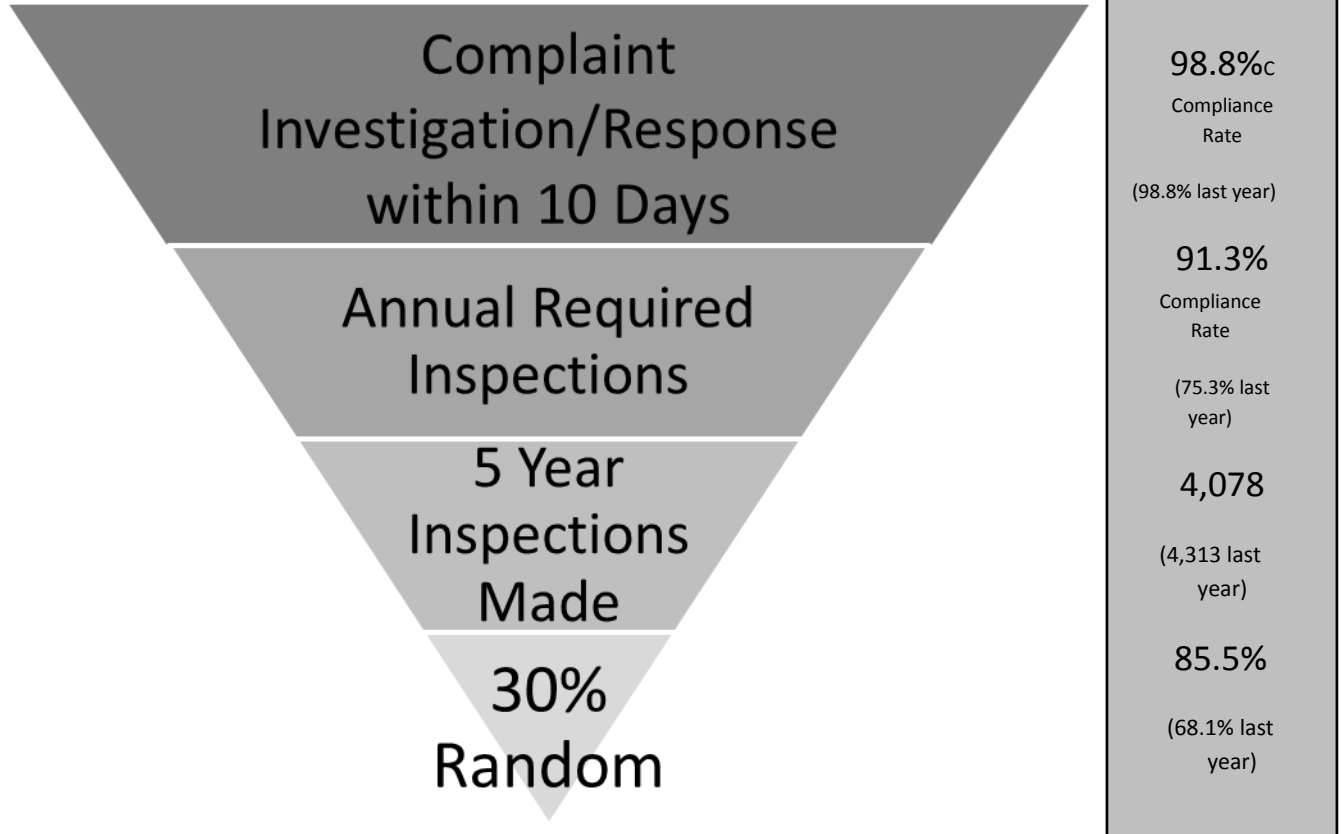 Complaint
Investigation/Response
within 10 Days
Annual Required
Inspections
5 Year
Inspections
Made
30%
Random
98.8%C
Compliance
Rate
(98.8% last year)
91.3%
Compliance
Rate
(75.3% last
year)
4,078
(4,313 last
year)
85.5%
(68.1% last
year)